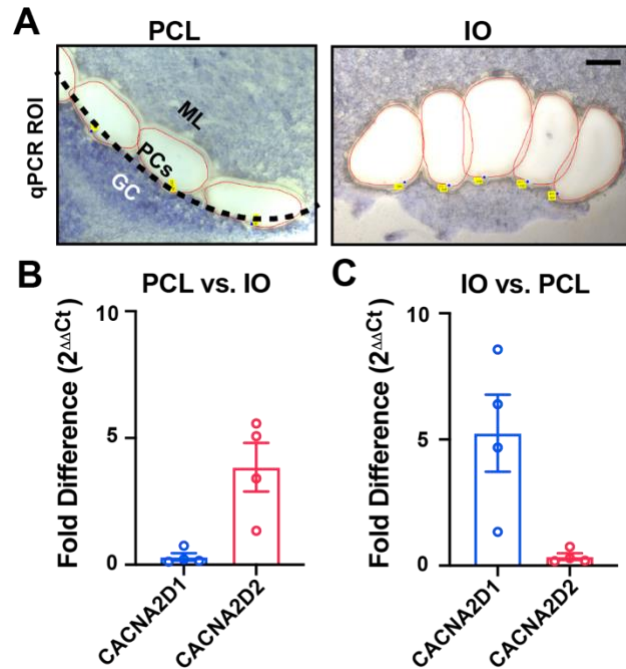 A
PCL
IO
qPCR ROI
ML
PCs
GC
B
PCL vs. IO
Fold Difference (2ΔΔCt)
10
5
0
CACNA2D1
CACNA2D2
C
IO vs. PCL
Fold Difference (2ΔΔCt)
10
5
0
CACNA2D1
CACNA2D2